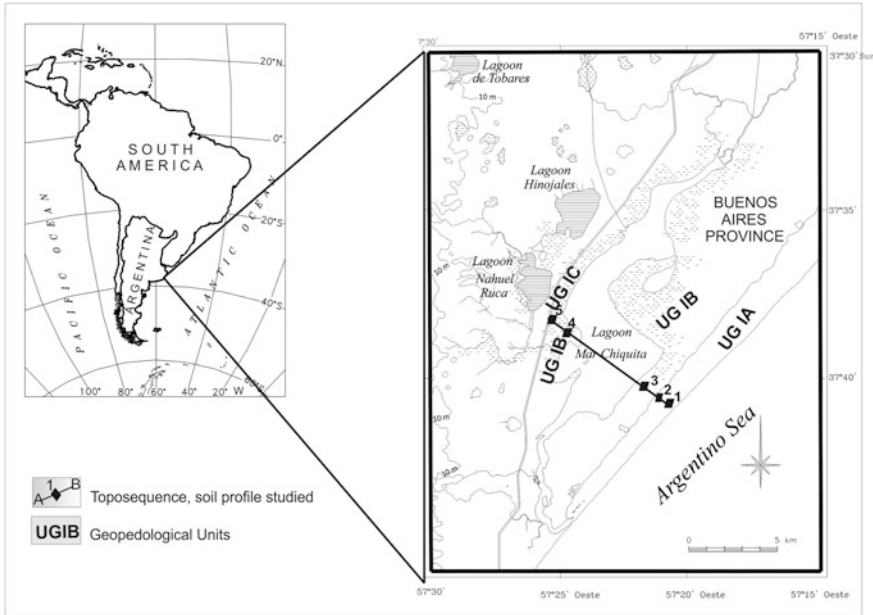 20°N.
0°
20°S
40°S
60°S
SOUTH
AMERICA
ARGENTINA
PACIFIC OCEAN
ATLANTIC OCEAN
100°
80°
60°
40°
20°
W
A 1 B
Toposequence, soil profile studied
UGIB
Geopedological Units
7°30'
57°15' Oeste
37°30' Sur
Lagoon
de Tobares
10 m
Lagoon
Hinojales
BUENOS
AIRES
PROVINCE
37°35'
10 m
Lagoon
Nahuel
Ruca
UG IC
UG IB
UG IA
4
UG IB
Lagoon
Mar Chiquita
3
2
1
37°40'
10 m
10 m
Argentino Sea
0
5
km
57°30'
57°25' Oeste
57°20' Oeste
57°15' Oeste